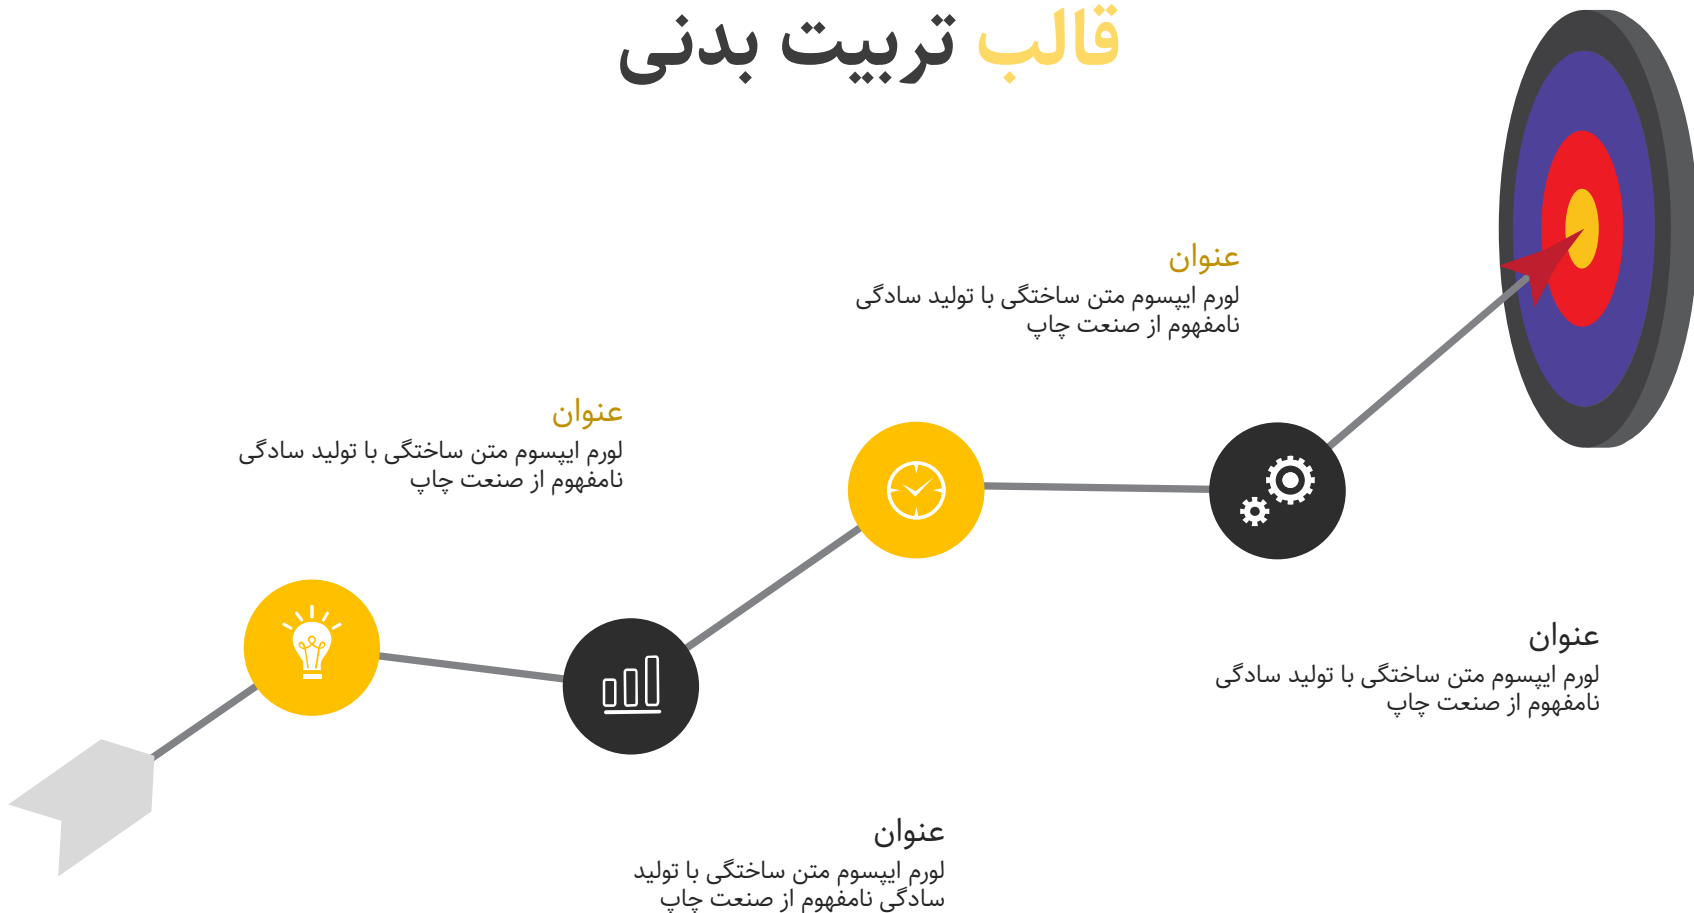 قالب تربیت بدنی
عنوان
لورم ایپسوم متن ساختگی با تولید سادگی
نامفهوم از صنعت چاپ
عنوان
لورم ایپسوم متن ساختگی با تولید سادگی
نامفهوم از صنعت چاپ
عنوان
لورم ایپسوم متن ساختگی با تولید سادگی
نامفهوم از صنعت چاپ
عنوان
لورم ایپسوم متن ساختگی با تولید
سادگی نامفهوم از صنعت چاپ